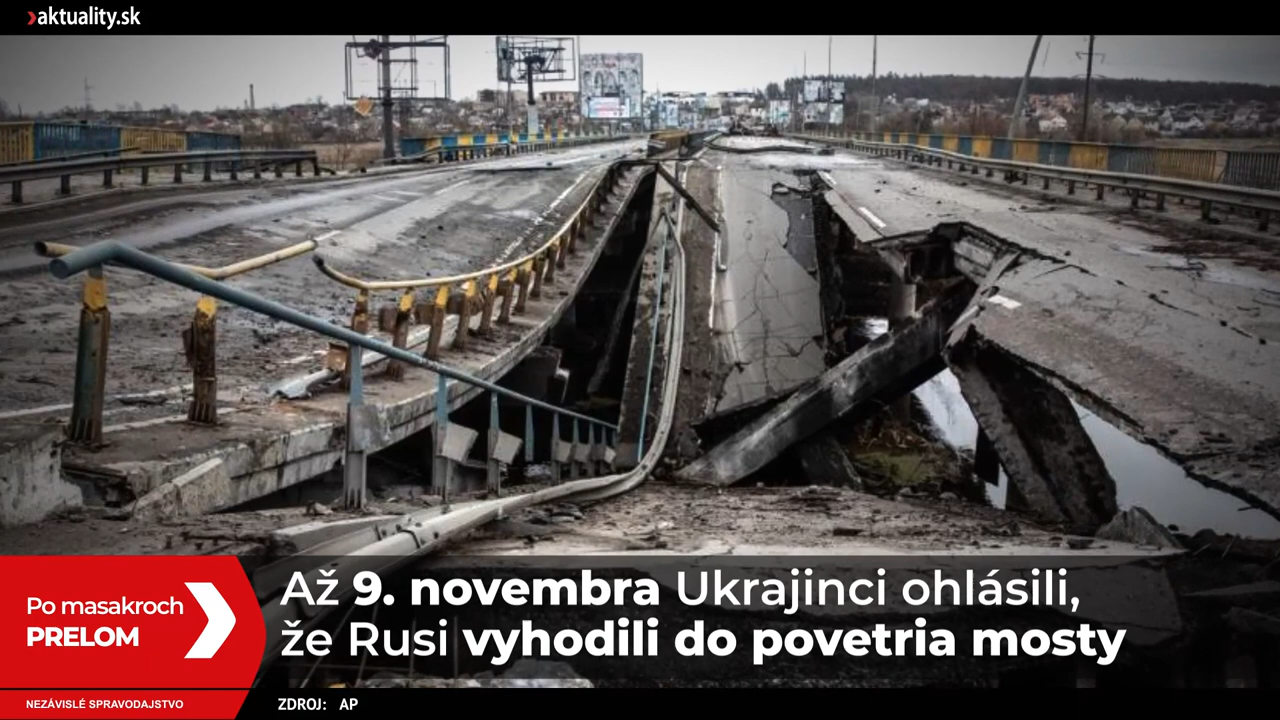 aktuality.sk
Až 9. novembra Ukrajinci ohlásili,
že Rusi vyhodili do povetria mosty
Po masakroch
PRELOM
NEZÁVISLÉ SPRAVODAJSTVO
ZDROJ: AP